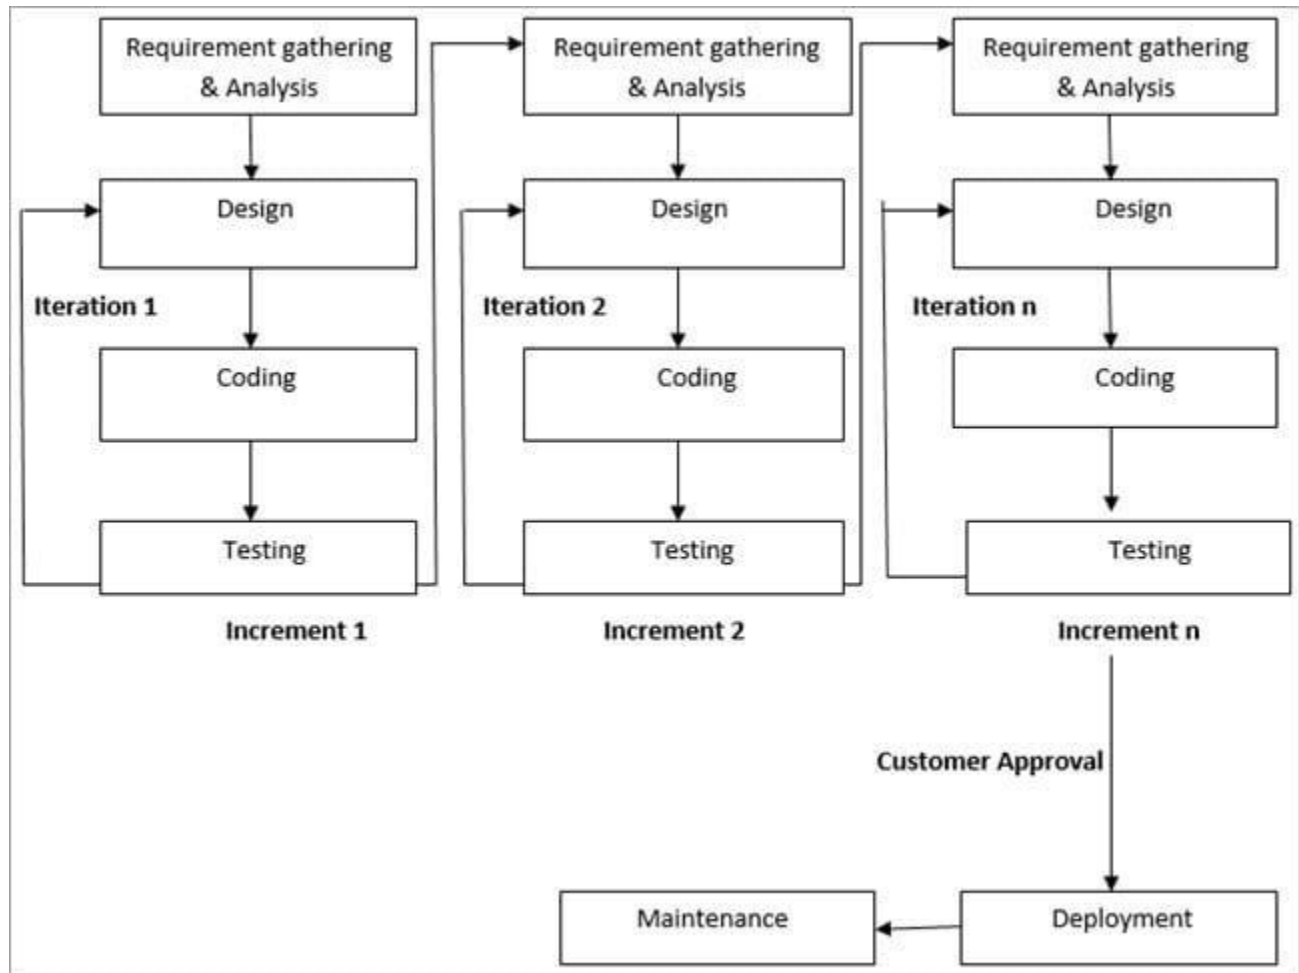 Requirement gathering
& Analysis
Requirement gathering
& Analysis
Requirement gathering
& Analysis
Design
Design
Design
Iteration 1
Iteration 2
Iteration n
Coding
Coding
Coding
Testing
Testing
Testing
Increment 1
Increment 2
Increment n
Customer Approval
Maintenance
Deployment